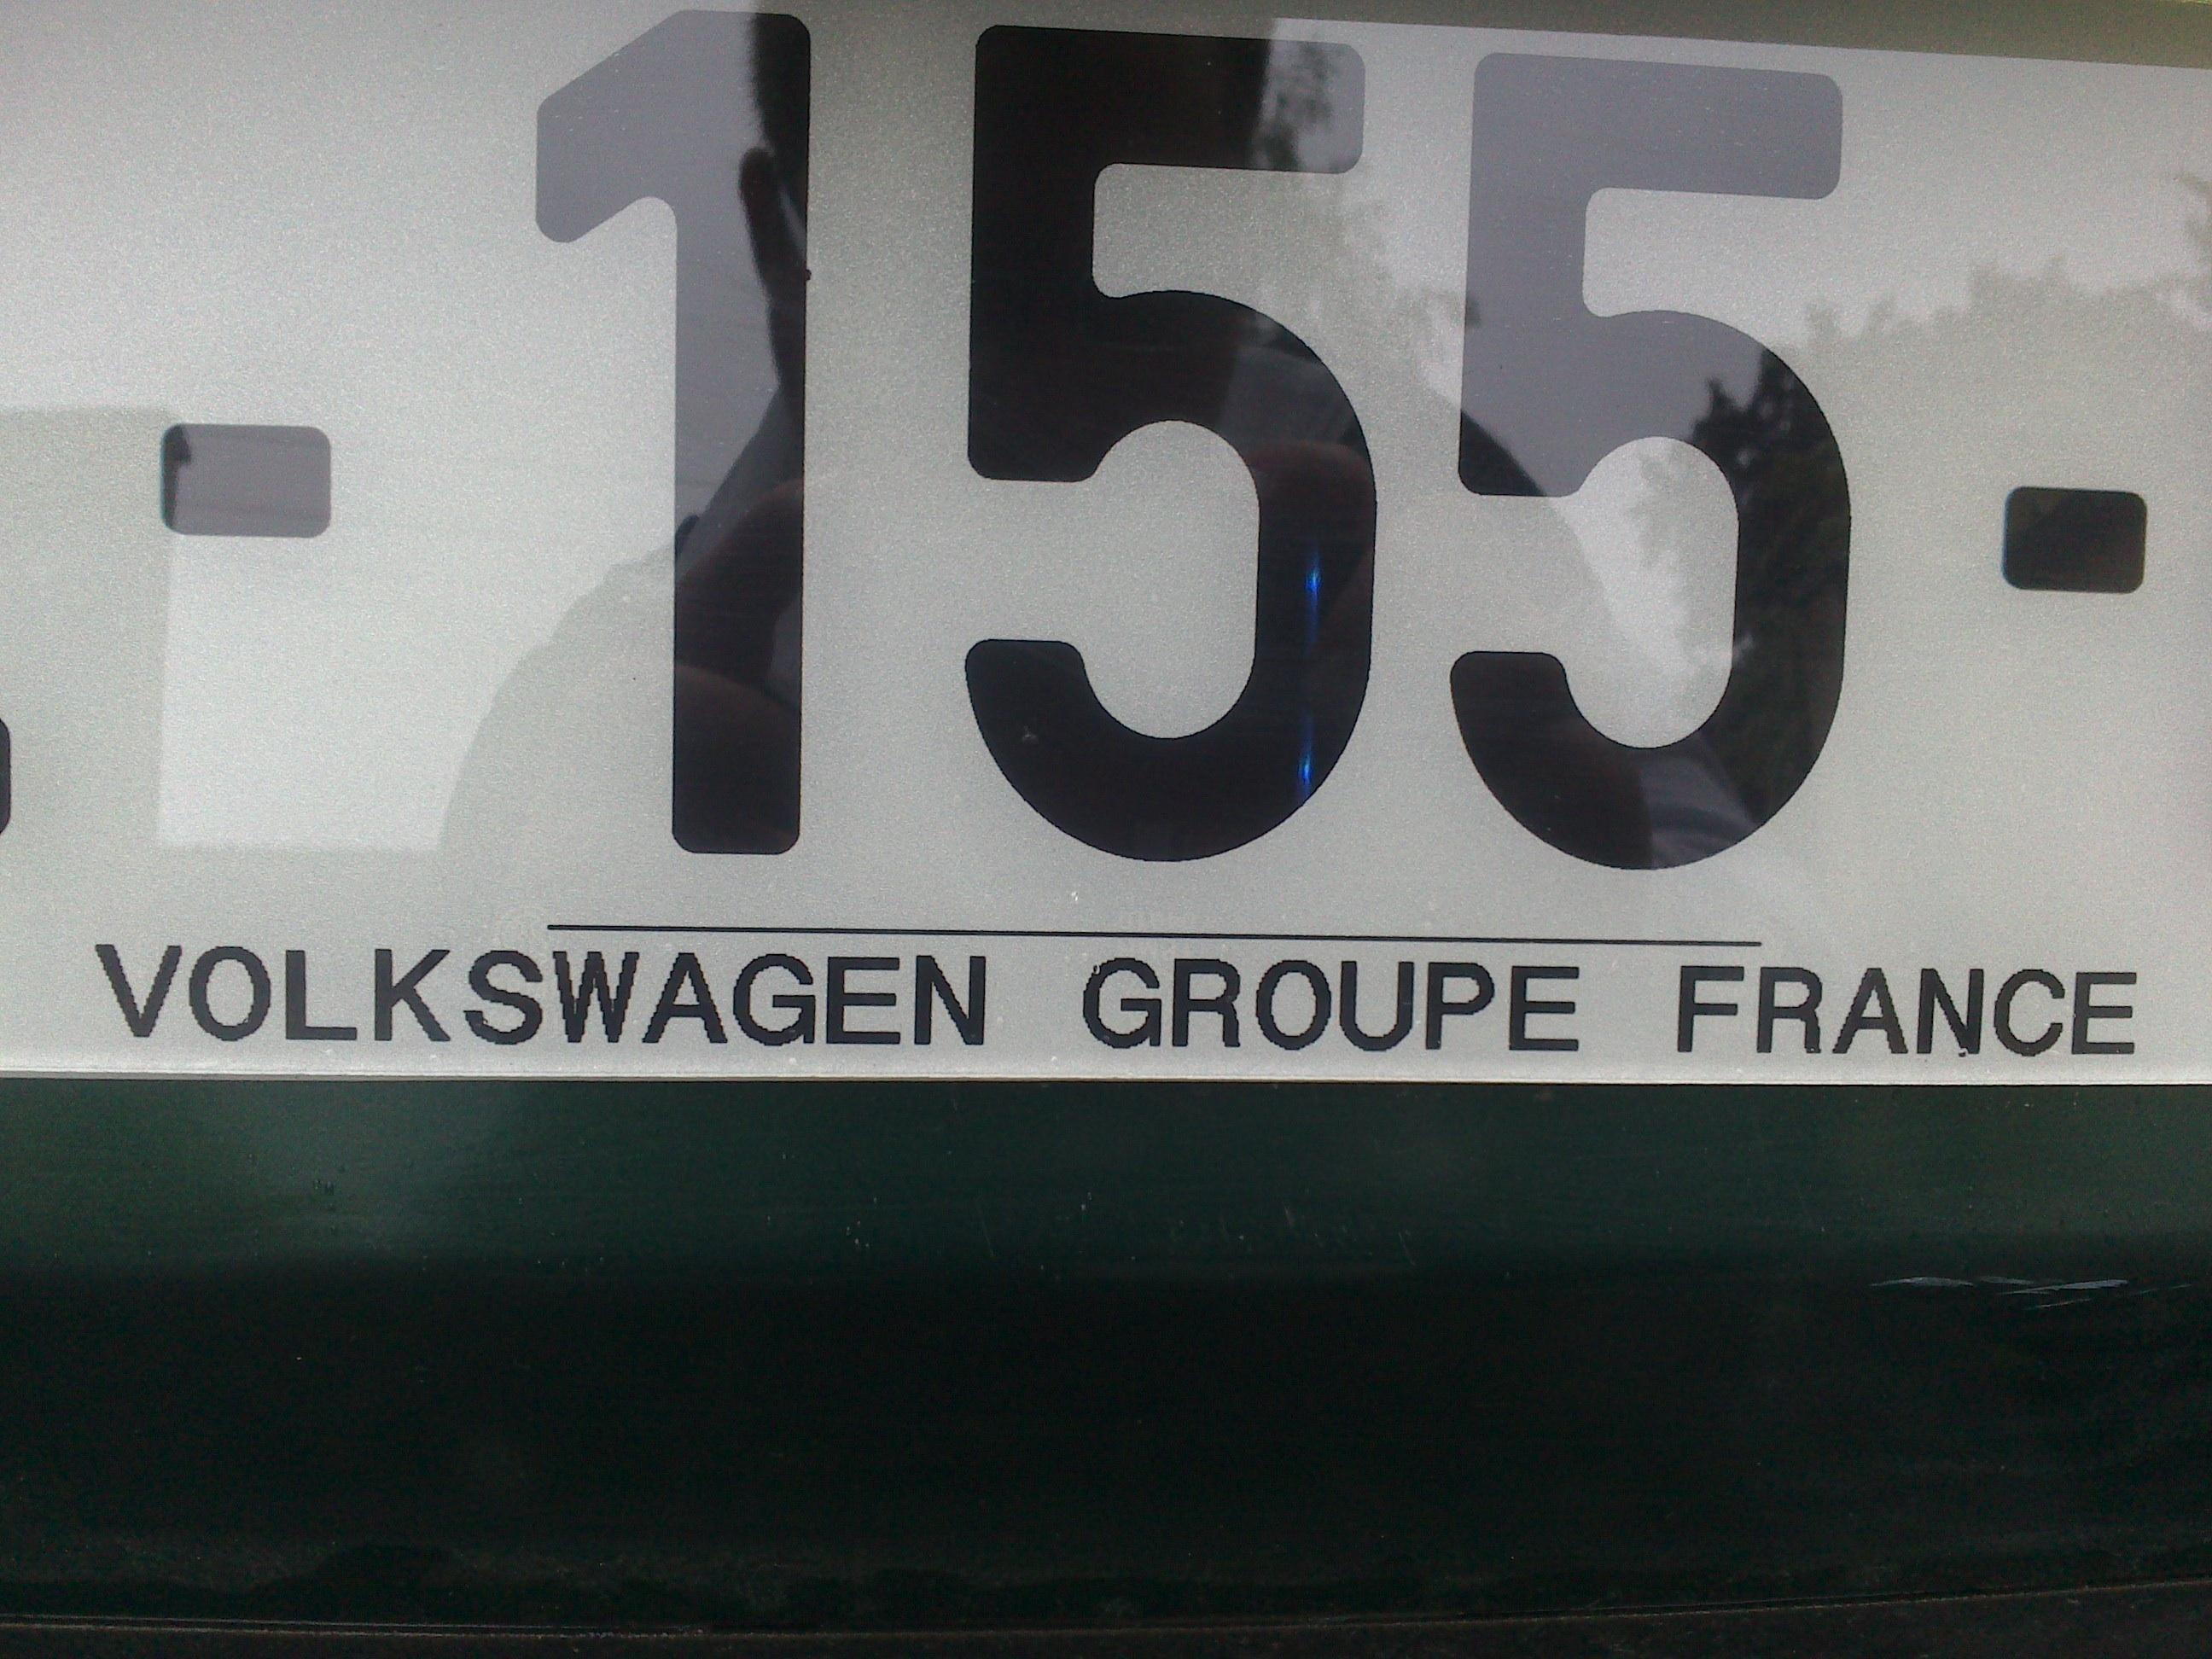 -155-
VOLKSWAGEN GROUPE FRANCE